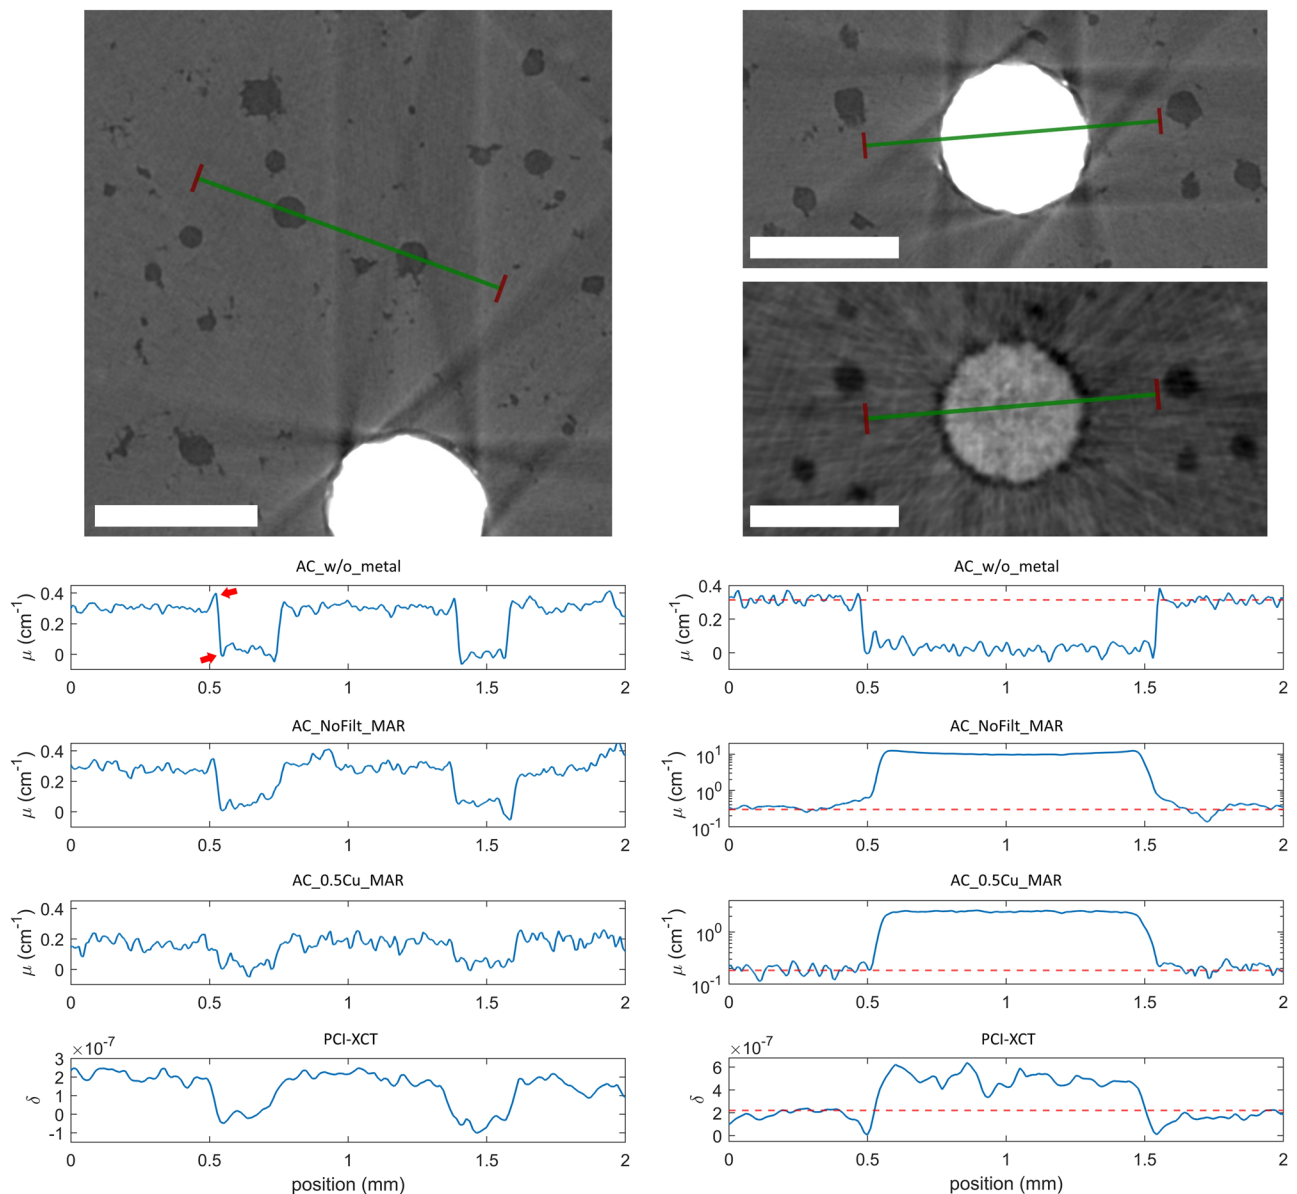 AC_w/o_metal
0.4
0.2
0
μ (cm⁻¹)
0 0.5 1 1.5 2
AC_NoFilt_MAR
0.4
0.2
0
μ (cm⁻¹)
0 0.5 1 1.5 2
AC_0.5Cu_MAR
0.4
0.2
0
μ (cm⁻¹)
0 0.5 1 1.5 2
PCI-XCT
×10⁻⁷
3
2
1
0
-1
δ
0 0.5 1 1.5 2
position (mm)
AC_w/o_metal
0.4
0.2
0
μ (cm⁻¹)
0 0.5 1 1.5 2
AC_NoFilt_MAR
10¹
10⁰
10⁻¹
μ (cm⁻¹)
0 0.5 1 1.5 2
AC_0.5Cu_MAR
10⁰
10⁻¹
μ (cm⁻¹)
0 0.5 1 1.5 2
PCI-XCT
×10⁻⁷
6
4
2
0
δ
0 0.5 1 1.5 2
position (mm)